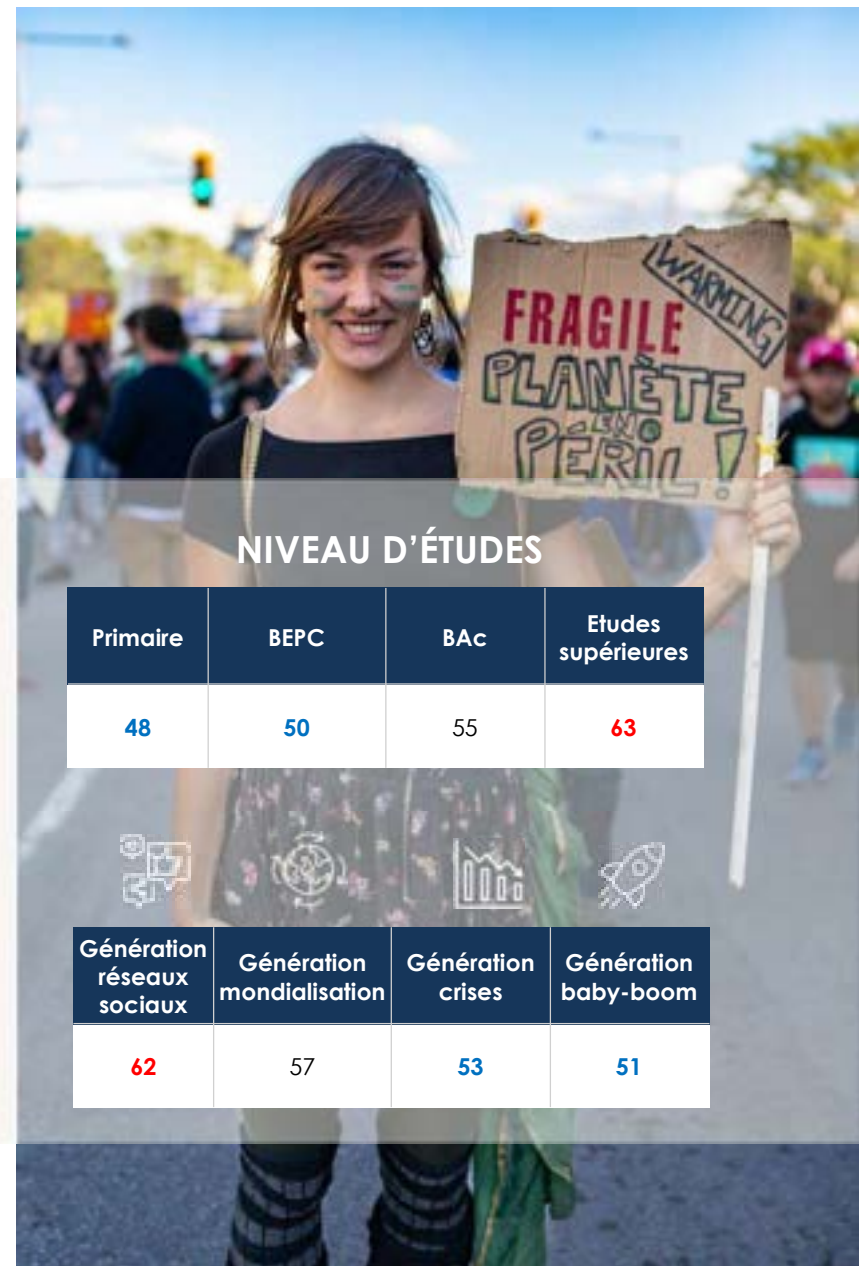 WARMING
FRAGILE
PLANÈTE
EN
PÉRIL !
NIVEAU D’ÉTUDES
Primaire BEPC BAc Etudes supérieures
48 50 55 63
Génération réseaux sociaux Génération mondialisation Génération crises Génération baby-boom
62 57 53 51